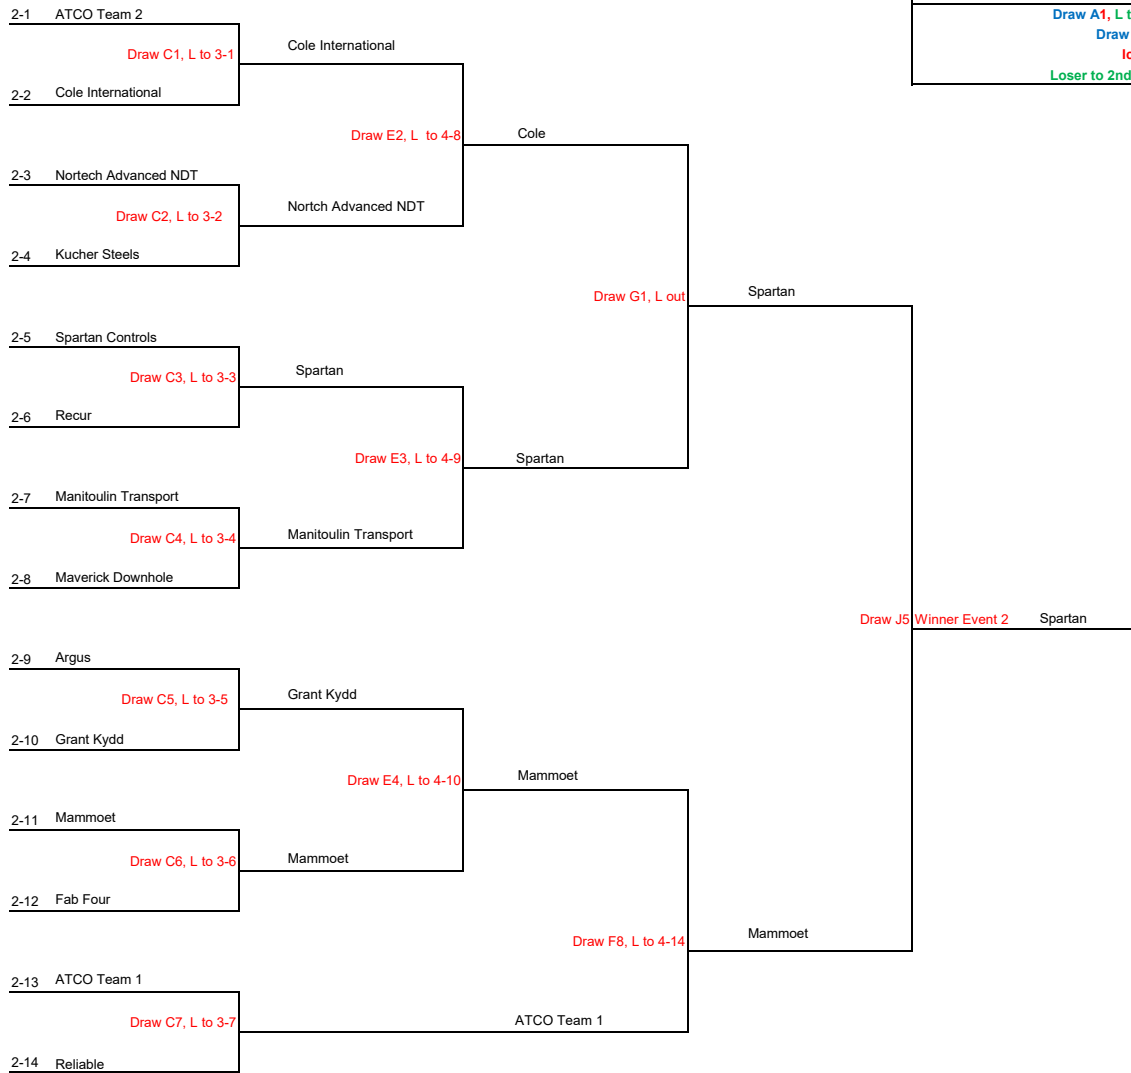 2-1 ATCO Team 2
Draw A1, L t
Draw
Draw C1, L to 3-1
Cole International
lo
Loser to 2nd
2-2 Cole International
Draw E2, L to 4-8
Cole
2-3 Nortech Advanced NDT
Draw C2, L to 3-2
Nortch Advanced NDT
2-4 Kucher Steels
Draw G1, L out
Spartan
2-5 Spartan Controls
Draw C3, L to 3-3
Spartan
2-6 Recur
Draw E3, L to 4-9
Spartan
2-7 Manitoulin Transport
Draw C4, L to 3-4
Manitoulin Transport
2-8 Maverick Downhole
Draw J5 Winner Event 2
Spartan
2-9 Argus
Draw C5, L to 3-5
Grant Kydd
2-10 Grant Kydd
Draw E4, L to 4-10
Mammoet
2-11 Mammoet
Draw C6, L to 3-6
Mammoet
2-12 Fab Four
Draw F8, L to 4-14
Mammoet
2-13 ATCO Team 1
Draw C7, L to 3-7
ATCO Team 1
2-14 Reliable